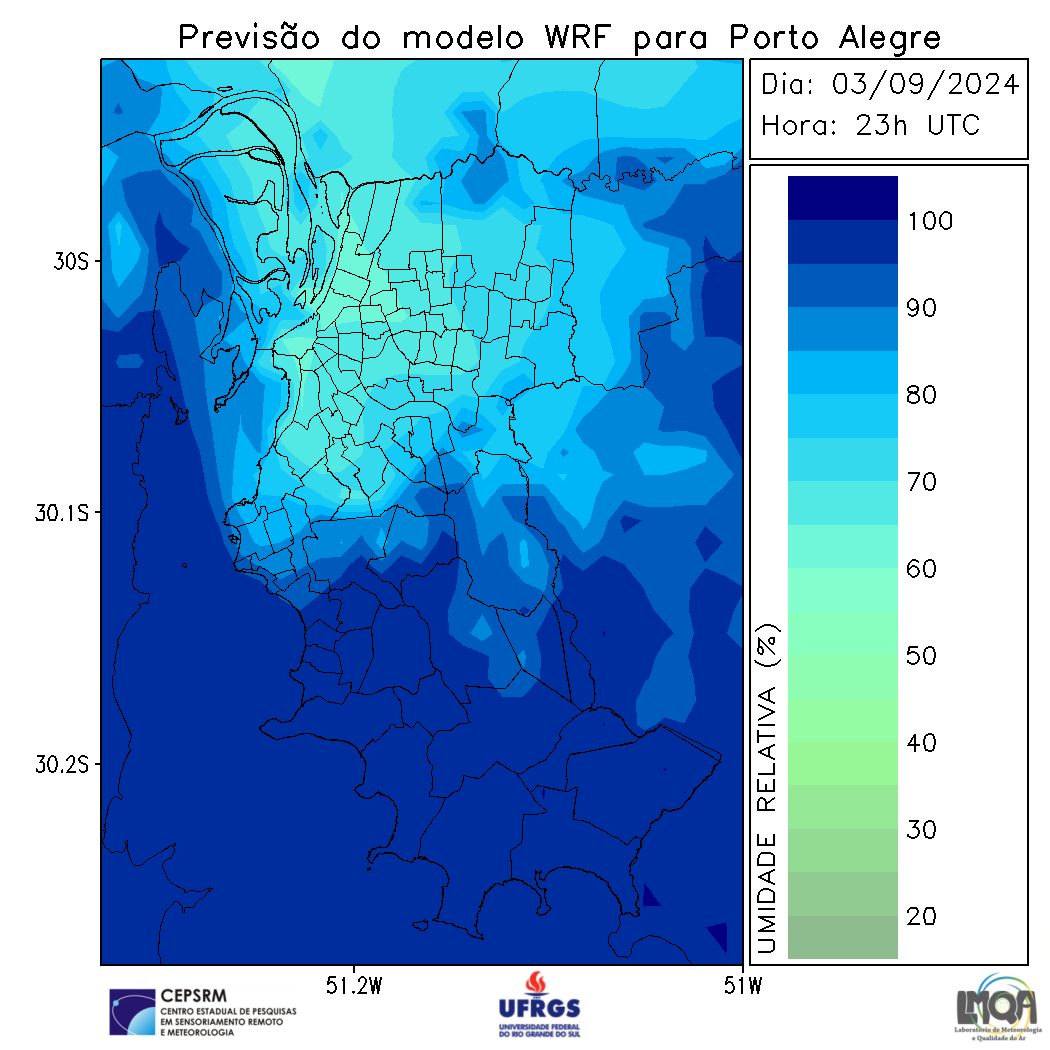 Previsão do modelo WRF para Porto Alegre
Dia: 03/09/2024
Hora: 23h UTC
30S
30.1S
30.2S
51.2W
51W
100
90
80
70
60
50
40
30
20
UMIDADE RELATIVA (%)
CEPSRM
CENTRO ESTADUAL DE PESQUISAS
EM SENSORIAMENTO REMOTO
E METEOROLOGIA
UFRGS
UNIVERSIDADE FEDERAL
DO RIO GRANDE DO SUL
LMQA
Laboratório de Meteorologia
e Qualidade do Ar